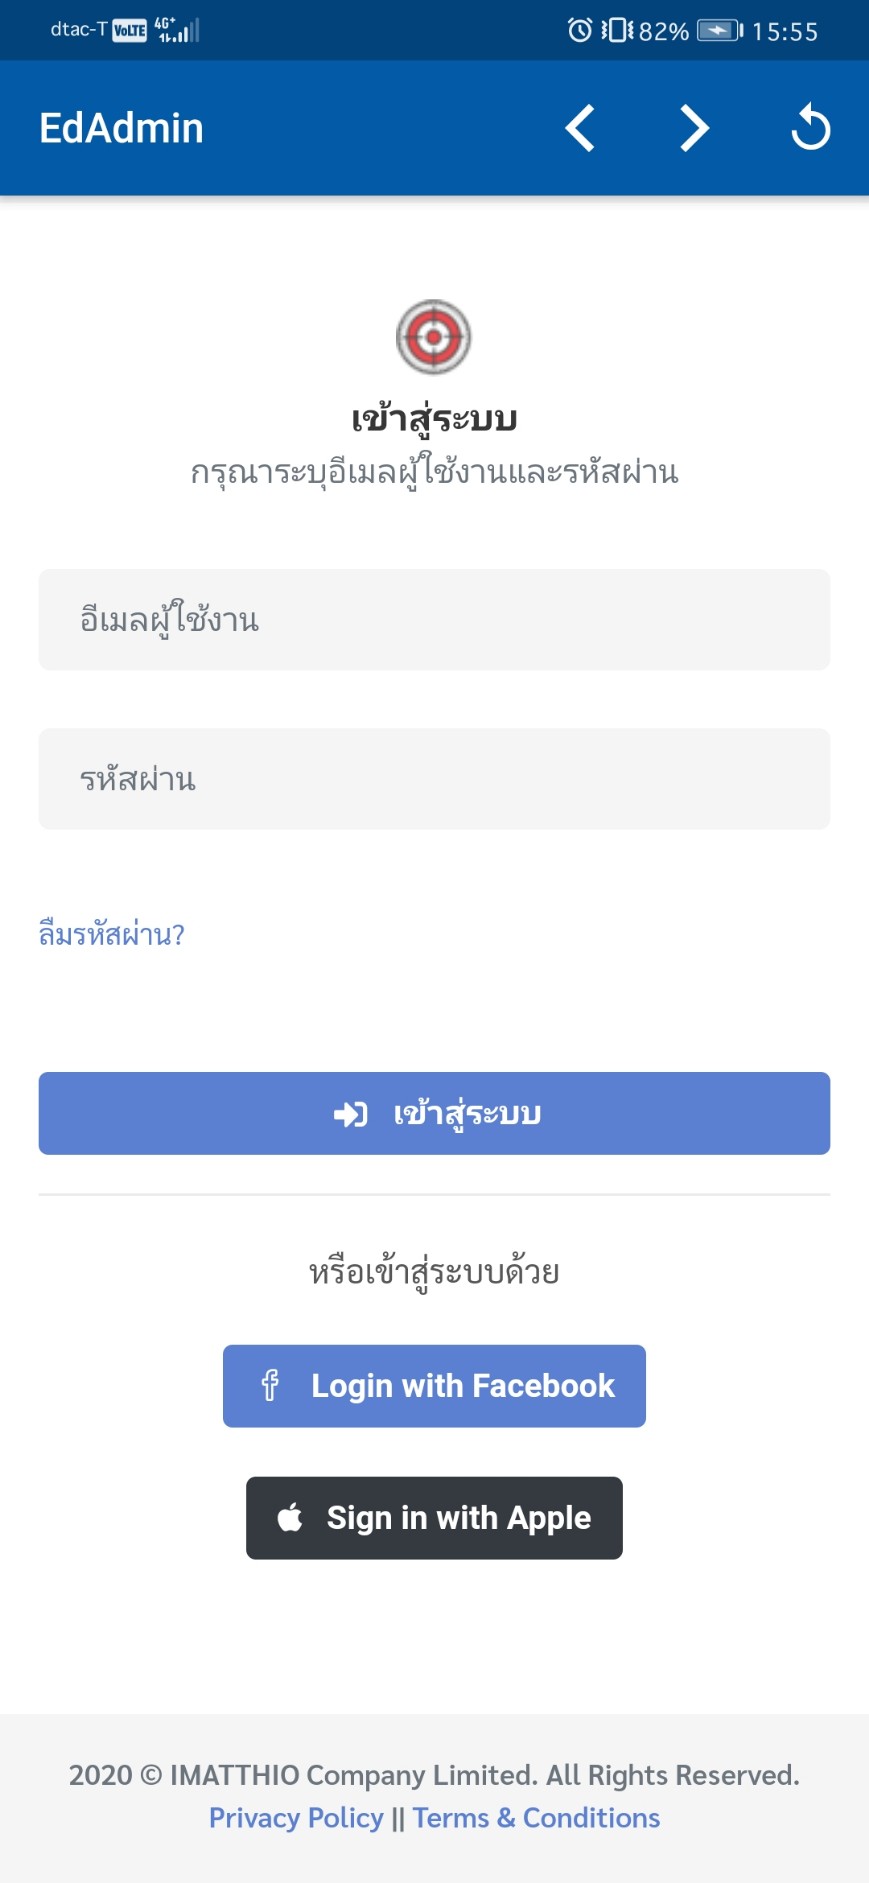 dtac-T VoLTE 4G+ 82% 15:55
EdAdmin
เข้าสู่ระบบ
กรุณาระบุอีเมลผู้ใช้งานและรหัสผ่าน
อีเมลผู้ใช้งาน
รหัสผ่าน
ลืมรหัสผ่าน?
เข้าสู่ระบบ
หรือเข้าสู่ระบบด้วย
Login with Facebook
Sign in with Apple
2020 © IMATTHIO Company Limited. All Rights Reserved.
Privacy Policy || Terms & Conditions